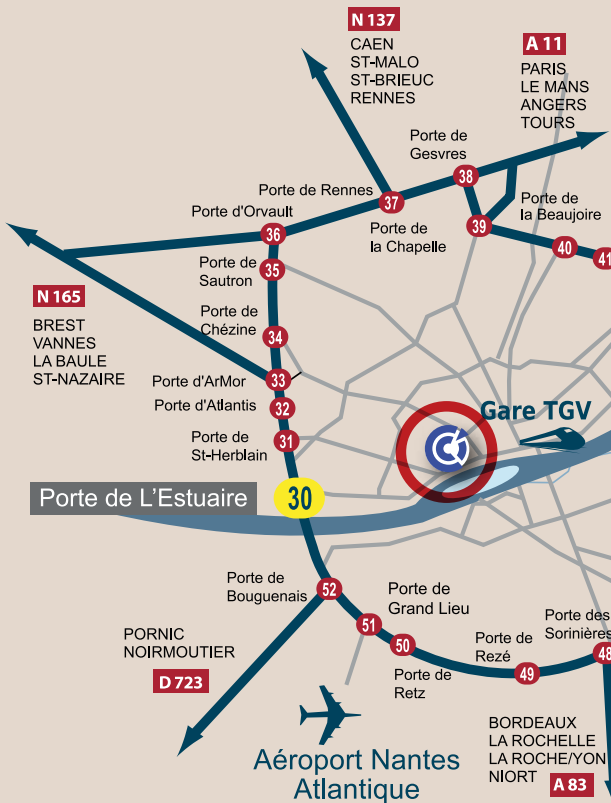 N 137
CAEN
ST-MALO
ST-BRIEUC
RENNES
A 11
PARIS
LE MANS
ANGERS
TOURS
Porte de
Gesvres
38
Porte de Rennes
37
Porte d'Orvault
36
Porte de
la Chapelle
39
Porte de
la Beaujoire
40
41
35
Porte de
Sautron
N 165
BREST
VANNES
LA BAULE
ST-NAZAIRE
Porte de
Chézine
34
Porte d'ArMor
33
Porte d'Atlantis
32
Porte de
St-Herblain
31
Gare TGV
Porte de L'Estuaire
30
Porte de
Bouguenais
52
Porte de
Grand Lieu
51
50
Porte de
Retz
Porte de
Rezé
49
Porte des
Sorinières
48
PORNIC
NOIRMOUTIER
D 723
Aéroport Nantes
Atlantique
BORDEAUX
LA ROCHELLE
LA ROCHE/YON
NIORT
A 83